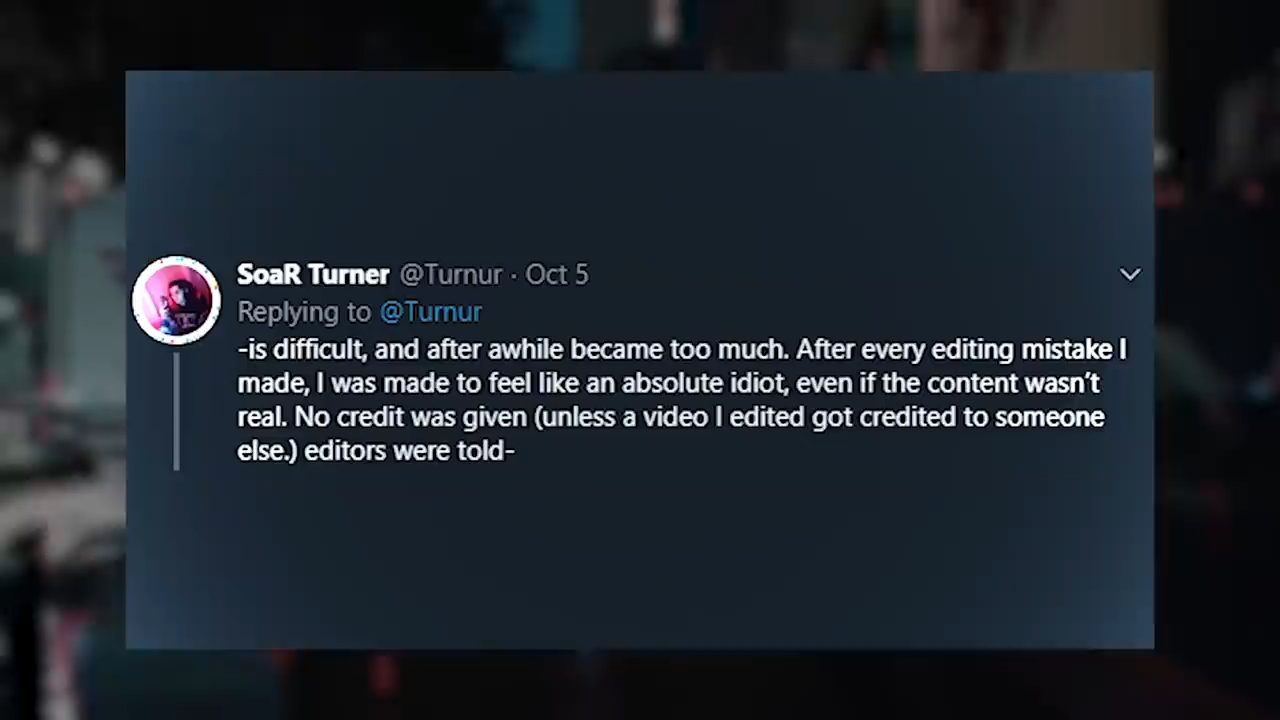 SoaR Turner @Turnur · Oct 5
Replying to @Turnur
-is difficult, and after awhile became too much. After every editing mistake I
made, I was made to feel like an absolute idiot, even if the content wasn’t
real. No credit was given (unless a video I edited got credited to someone
else.) editors were told-